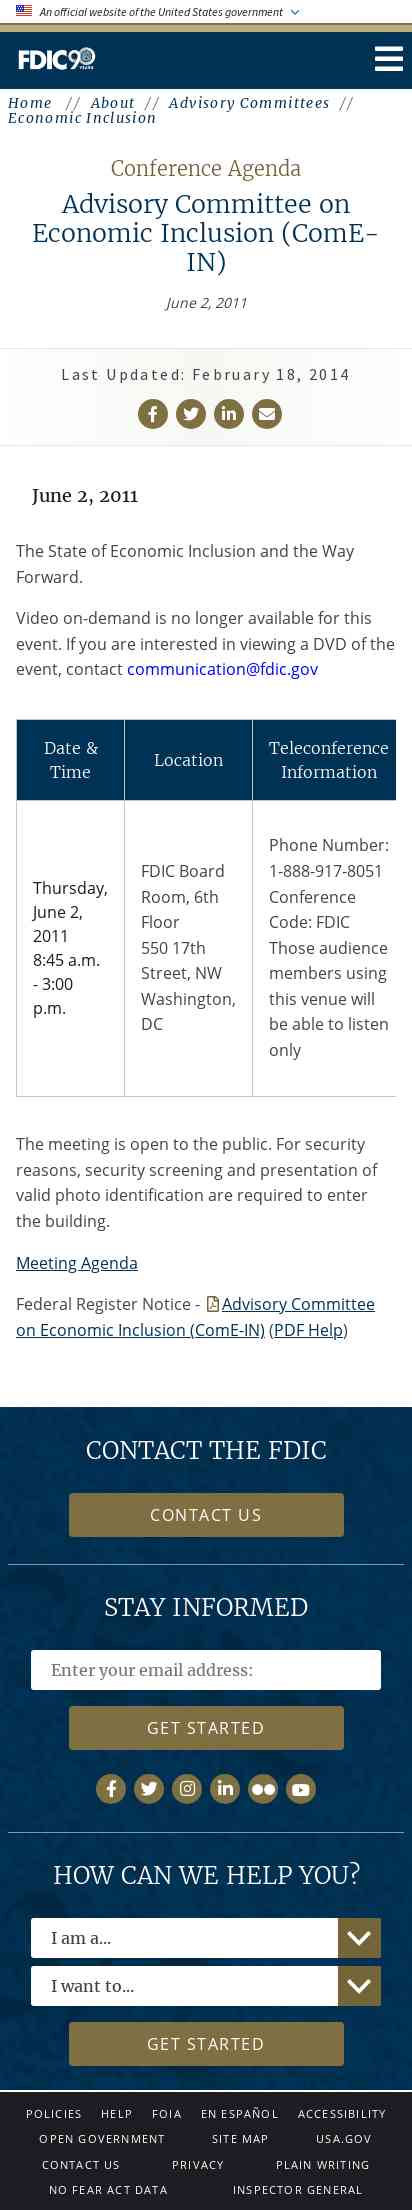 An official website of the United States government
FDIC 90 YEARS
Home // About // Advisory Committees //
Economic Inclusion
Conference Agenda
Advisory Committee on
Economic Inclusion (ComE-
IN)
June 2, 2011
Last Updated: February 18, 2014
June 2, 2011
The State of Economic Inclusion and the Way
Forward.
Video on-demand is no longer available for this
event. If you are interested in viewing a DVD of the
event, contact communication@fdic.gov
Date &
Time
Location
Teleconference
Information
Thursday,
June 2,
2011
8:45 a.m.
- 3:00
p.m.
FDIC Board
Room, 6th
Floor
550 17th
Street, NW
Washington,
DC
Phone Number:
1-888-917-8051
Conference
Code: FDIC
Those audience
members using
this venue will
be able to listen
only
The meeting is open to the public. For security
reasons, security screening and presentation of
valid photo identification are required to enter
the building.
Meeting Agenda
Federal Register Notice - Advisory Committee
on Economic Inclusion (ComE-IN) (PDF Help)
CONTACT THE FDIC
CONTACT US
STAY INFORMED
Enter your email address:
GET STARTED
HOW CAN WE HELP YOU?
I am a...
I want to...
GET STARTED
POLICIES HELP FOIA EN ESPAÑOL ACCESSIBILITY
OPEN GOVERNMENT SITE MAP USA.GOV
CONTACT US PRIVACY PLAIN WRITING
NO FEAR ACT DATA INSPECTOR GENERAL